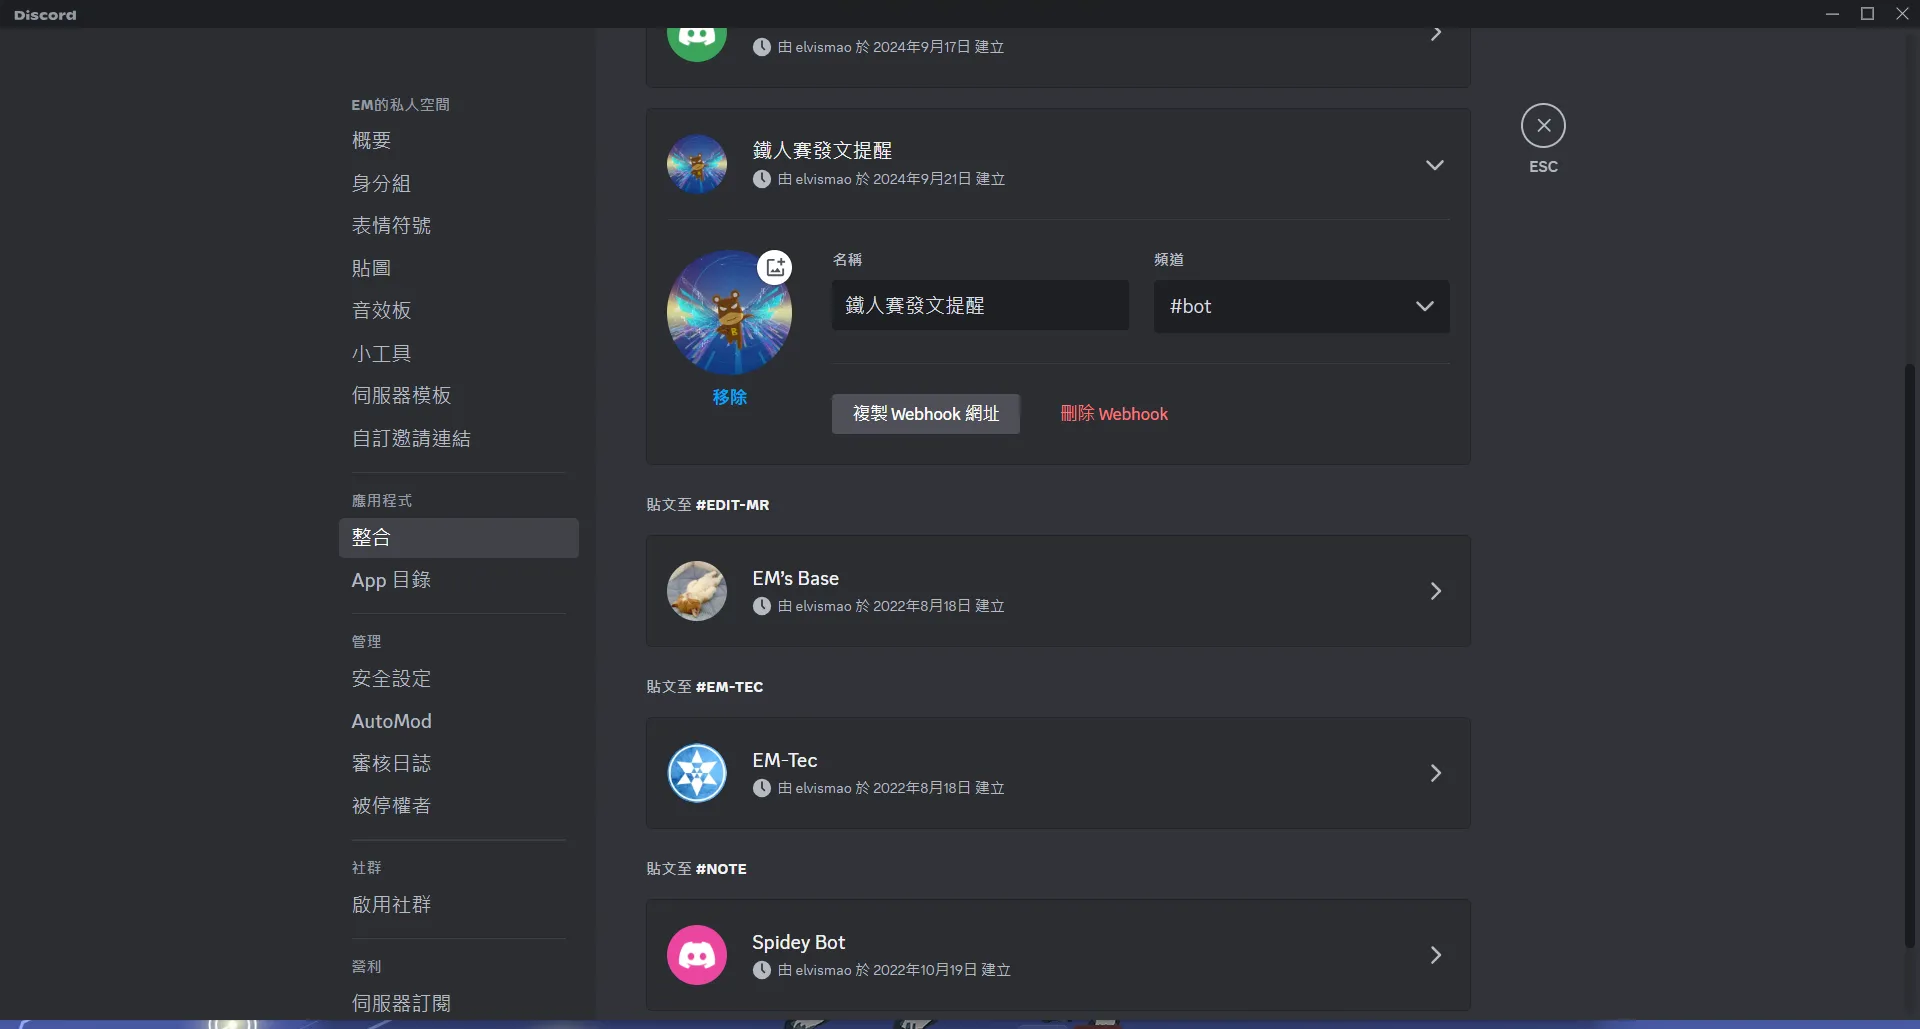 Discord
EM的私人空間
概要
身分組
表情符號
貼圖
音效板
小工具
伺服器模板
自訂邀請連結
應用程式
整合
App 目錄
管理
安全設定
AutoMod
審核日誌
被停權者
社群
啟用社群
營利
伺服器訂閱
由 elvismao 於 2024年9月17日 建立
鐵人賽發文提醒
由 elvismao 於 2024年9月21日 建立
名稱
頻道
鐵人賽發文提醒
#bot
移除
複製 Webhook 網址
刪除 Webhook
貼文至 #EDIT-MR
EM’s Base
由 elvismao 於 2022年8月18日 建立
貼文至 #EM-TEC
EM-Tec
由 elvismao 於 2022年8月18日 建立
貼文至 #NOTE
Spidey Bot
由 elvismao 於 2022年10月19日 建立
ESC